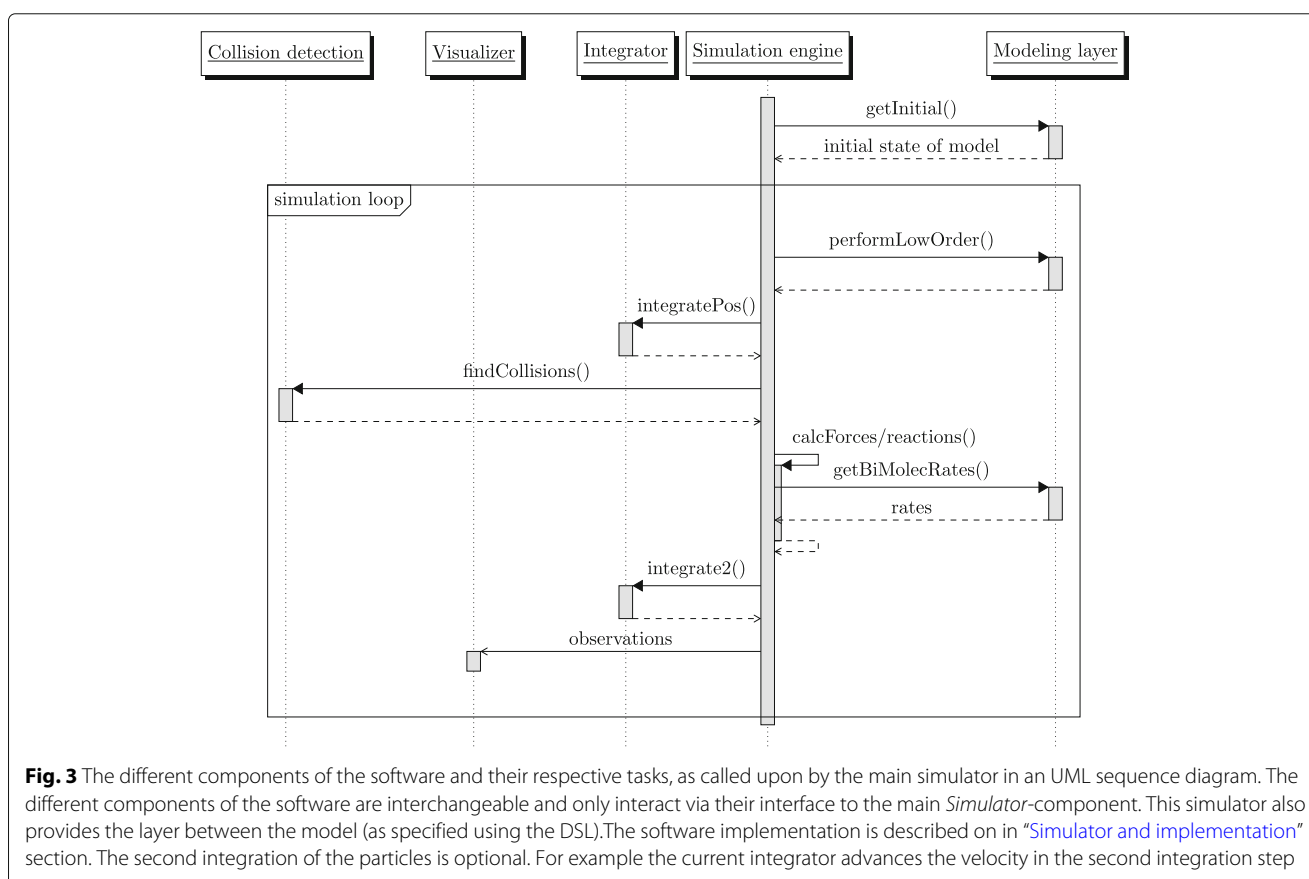 Collision detection
Visualizer
Integrator
Simulation engine
Modeling layer
getInitial()
initial state of model
simulation loop
performLowOrder()
integratePos()
findCollisions()
calcForces/reactions()
getBiMolecRates()
rates
integrate2()
observations
Fig. 3 The different components of the software and their respective tasks, as called upon by the main simulator in an UML sequence diagram. The
different components of the software are interchangeable and only interact via their interface to the main Simulator-component. This simulator also
provides the layer between the model (as specified using the DSL).The software implementation is described on in “Simulator and implementation”
section. The second integration of the particles is optional. For example the current integrator advances the velocity in the second integration step